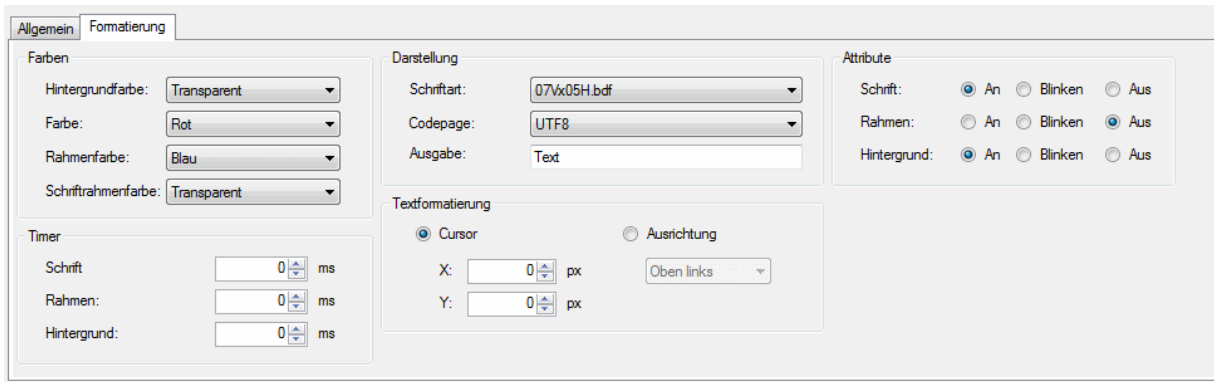 Allgemein Formatierung
Farben
Hintergrundfarbe: Transparent
Farbe: Rot
Rahmenfarbe: Blau
Schriftrahmenfarbe: Transparent
Timer
Schrift 0 ms
Rahmen: 0 ms
Hintergrund: 0 ms
Darstellung
Schriftart: 07Vx05H.bdf
Codepage: UTF8
Ausgabe: Text
Textformatierung
Cursor Ausrichtung
X: 0 px Oben links
Y: 0 px
Attribute
Schrift: An Blinken Aus
Rahmen: An Blinken Aus
Hintergrund: An Blinken Aus